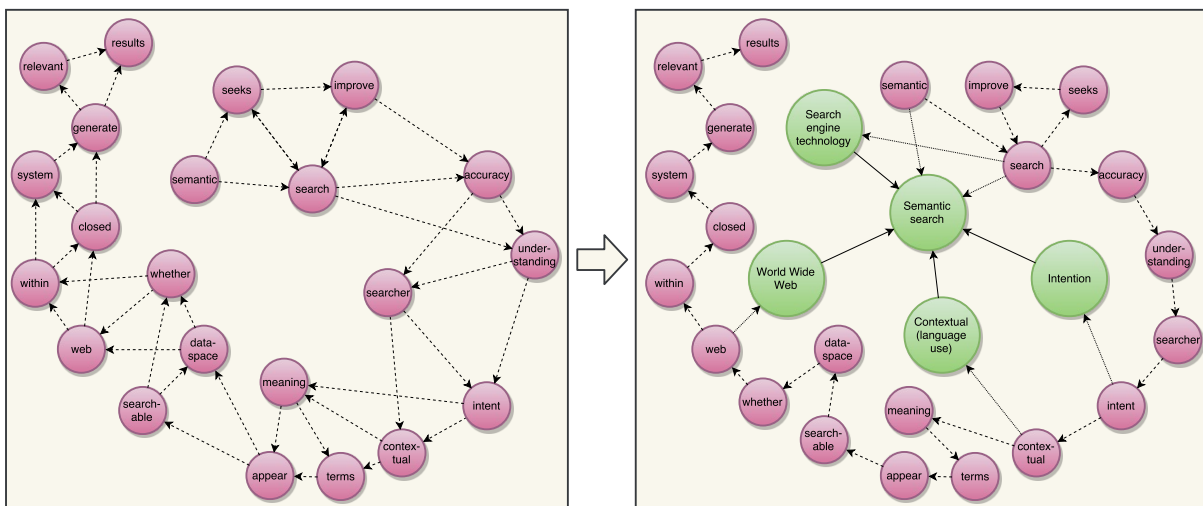 results
relevant
seeks
improve
generate
system
semantic
search
accuracy
closed
under-
standing
whether
within
searcher
web
data-
space
meaning
search-
able
intent
contex-
tual
appear
terms
results
relevant
semantic
improve
seeks
Search
engine
technology
generate
search
system
accuracy
Semantic
search
closed
under-
standing
within
World Wide
Web
Intention
Contextual
(language
use)
web
data-
space
searcher
whether
meaning
intent
search-
able
contex-
tual
appear
terms